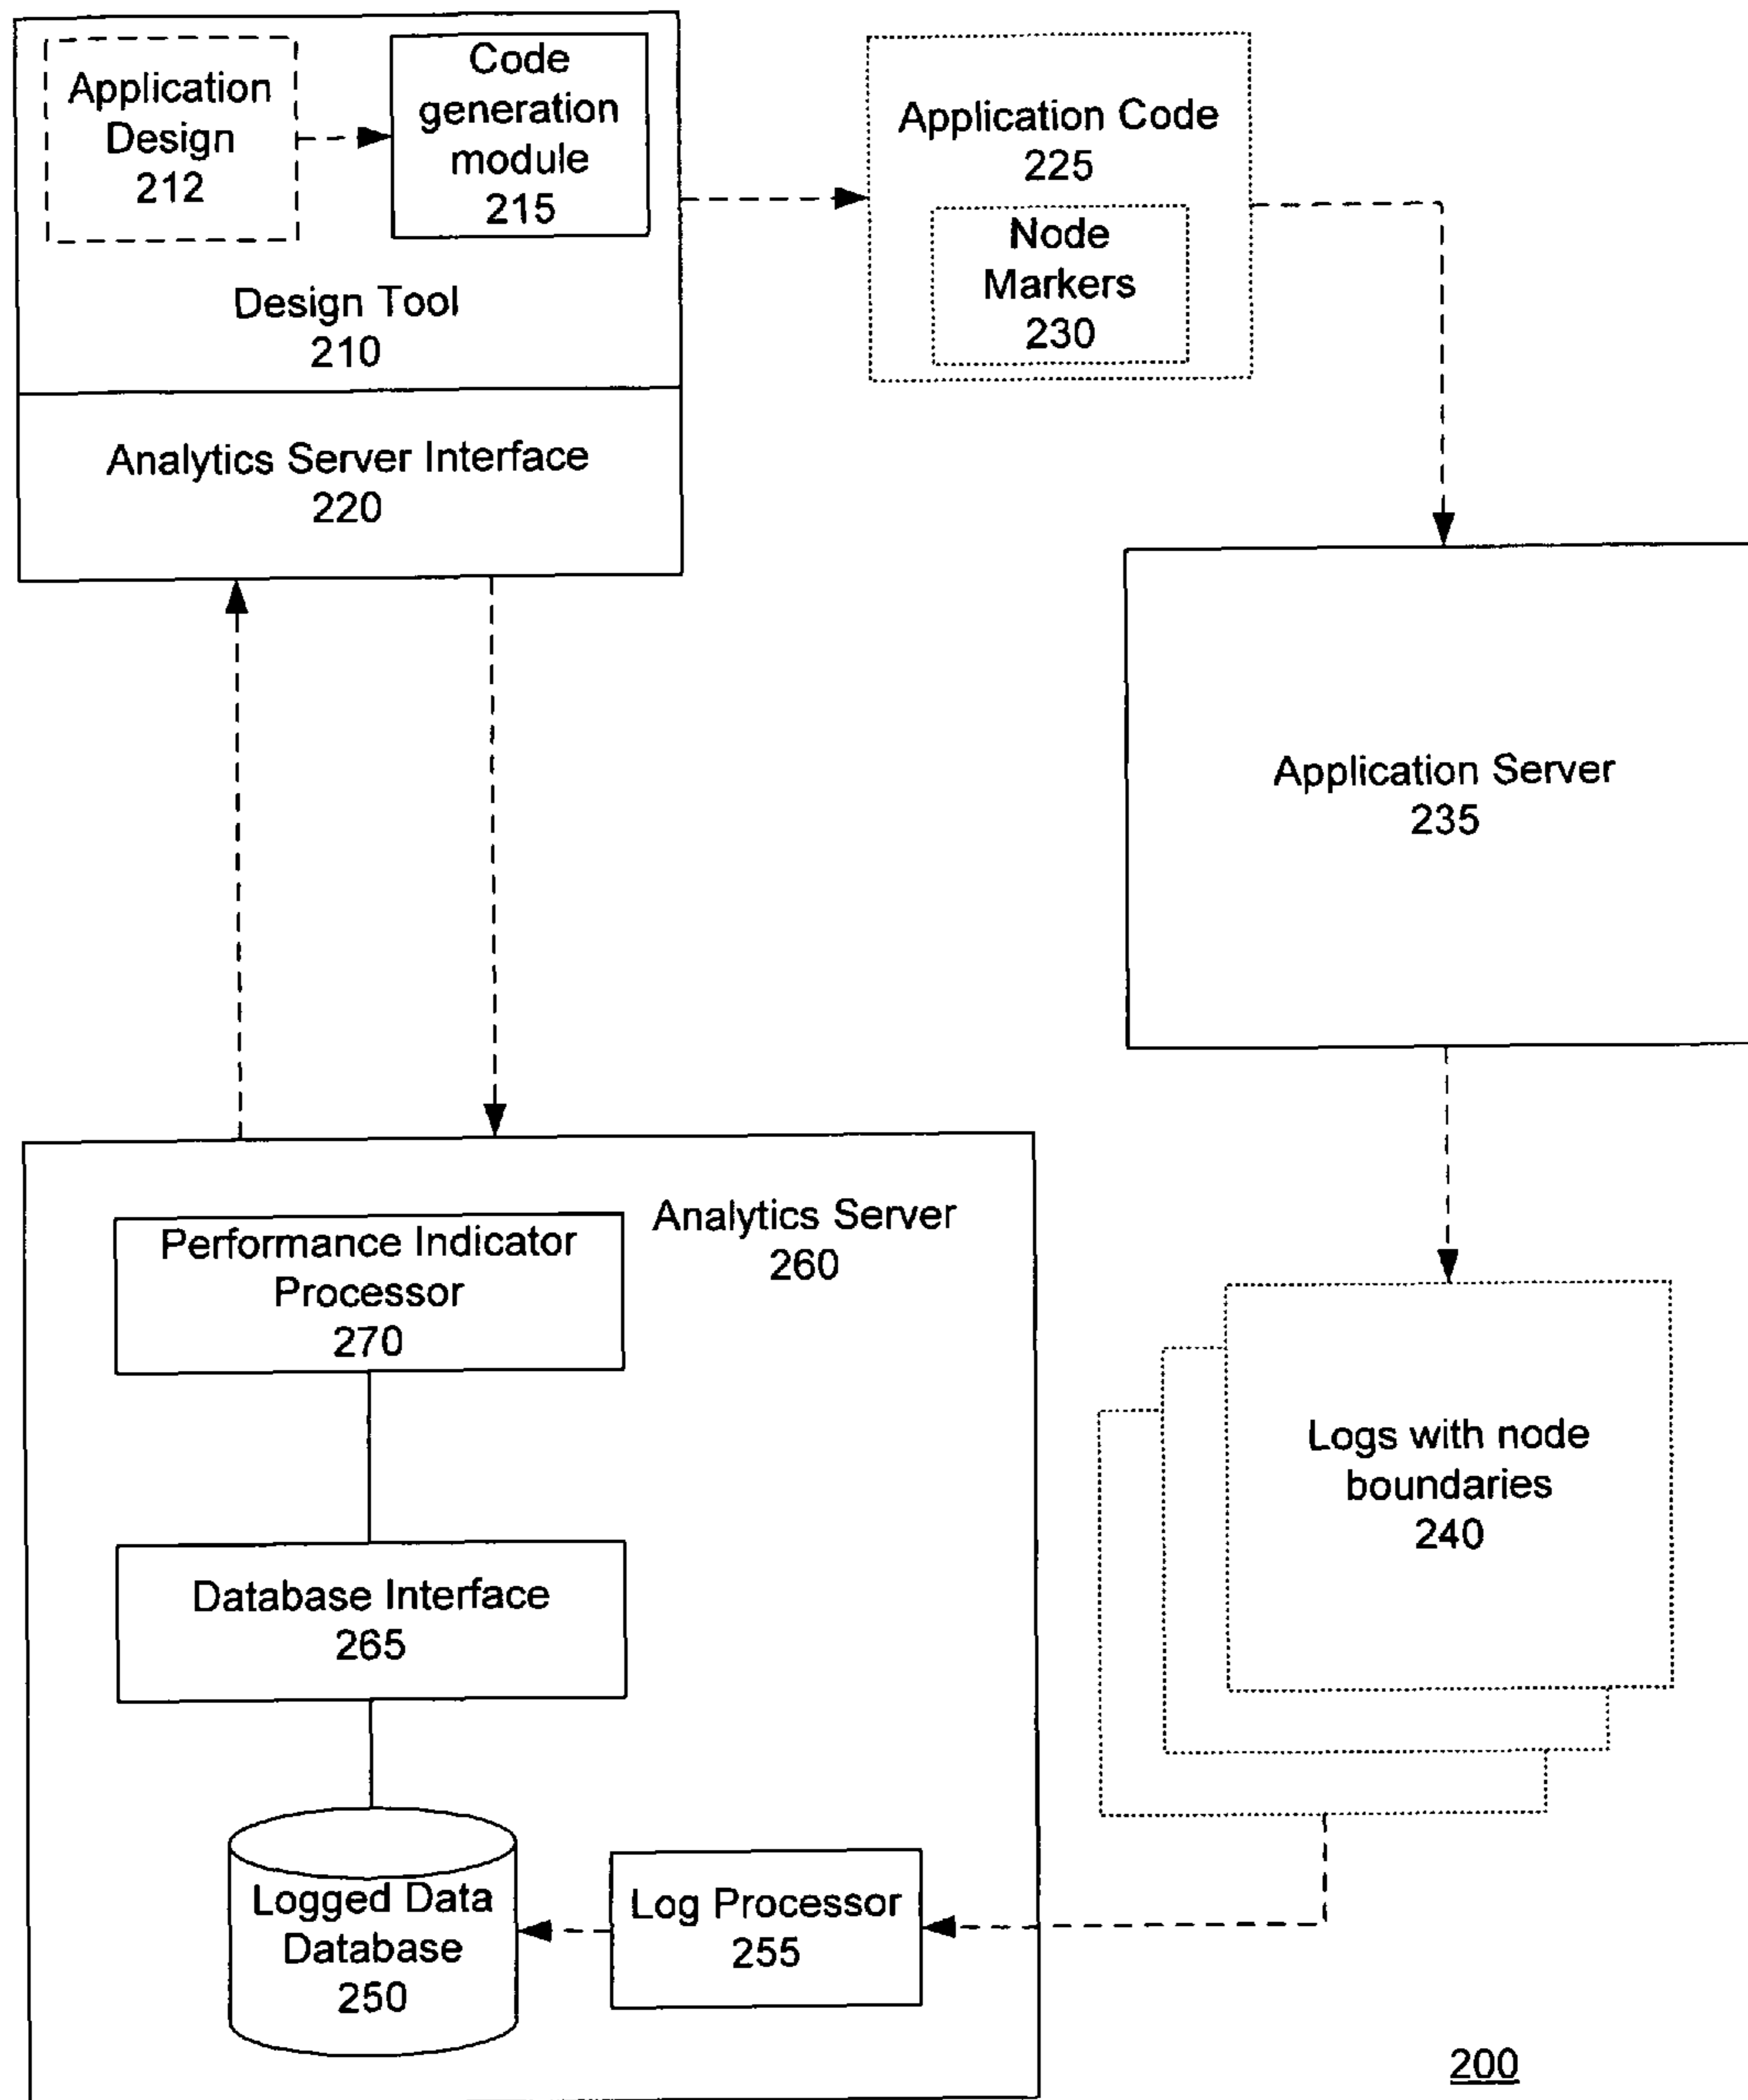 Application
Design
212
Code
generation
module
215
Design Tool
210
Analytics Server Interface
220
Application Code
225
Node
Markers
230
Application Server
235
Analytics Server
260
Performance Indicator
Processor
270
Database Interface
265
Logged Data
Database
250
Log Processor
255
Logs with node
boundaries
240
200